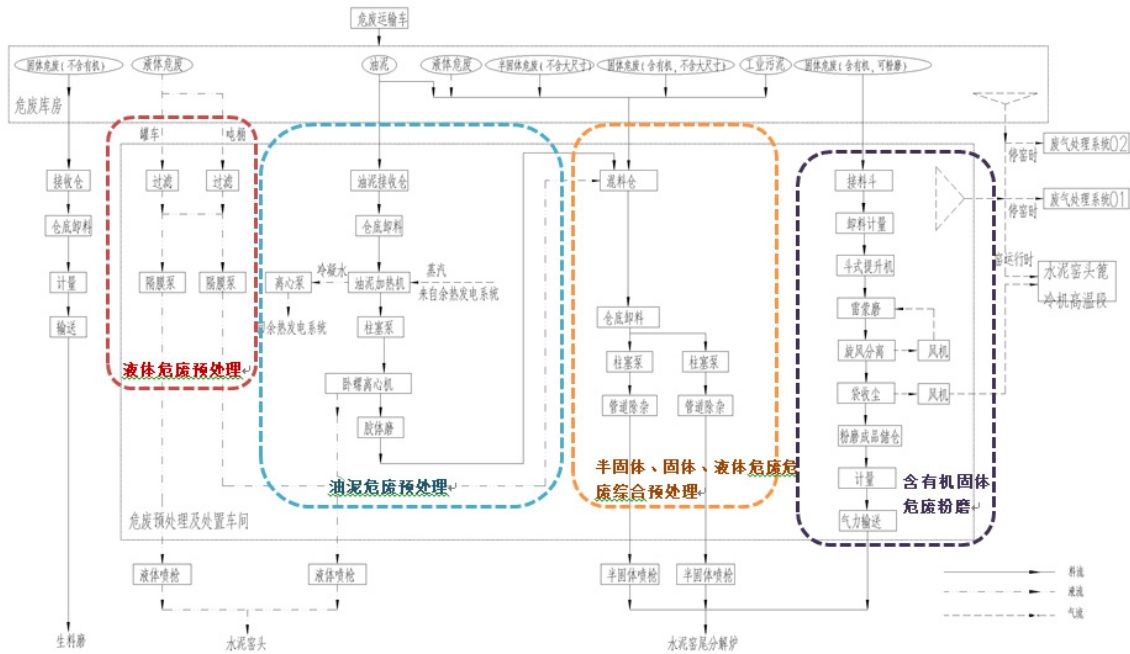 危废运输车
固体危废(不含有机)
液体危废
油泥
液体危废
半固体危废(不含大尺寸)
固体危废(含有机,不含大尺寸)
工业污泥
固体危废(含有机,可粉磨)
危废库房
罐车
吨桶
停窑时
废气处理系统02
接收仓
过滤
过滤
油泥接收仓
混料仓
接料斗
停窑时
废气处理系统01
仓底卸料
仓底卸料
卸料计量
计量
隔膜泵
隔膜泵
离心泵
冷凝水
油泥加热机
蒸汽
来自余热发电系统
斗式提升机
窑运行时
水泥窑头篦
冷机高温段
输送
余热发电系统
柱塞泵
仓底卸料
雷蒙磨
液体危废预处理
柱塞泵
柱塞泵
旋风分离
风机
卧螺离心机
管道除杂
管道除杂
袋收尘
风机
胶体磨
粉磨成品储仓
油泥危废预处理
半固体、固体、液体危废危
废综合预处理
计量
含有机固体
危废粉磨
危废预处理及处置车间
气力输送
液体喷枪
液体喷枪
半固体喷枪
半固体喷枪
料流
液流
气流
生料磨
水泥窑头
水泥窑尾分解炉